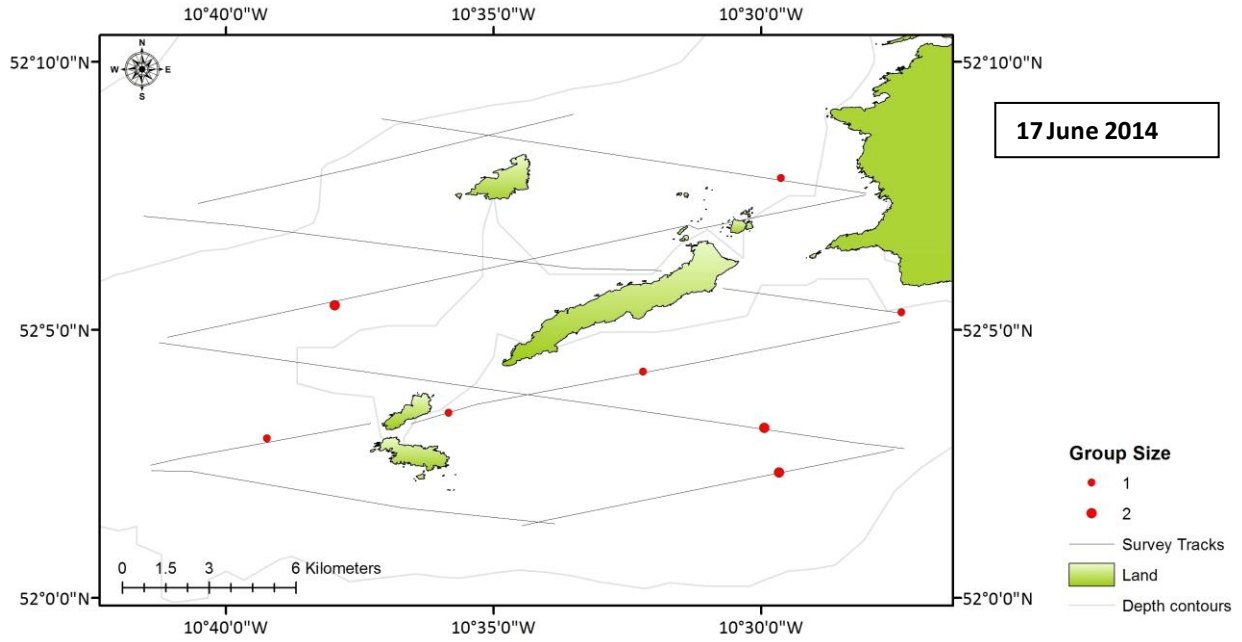 10°40'0"W 10°35'0"W 10°30'0"W
N
W E
S
52°10'0"N 52°10'0"N
17 June 2014
52°5'0"N 52°5'0"N
Group Size
1
2
Survey Tracks
Land
Depth contours
0 1.5 3 6 Kilometers
52°0'0"N 52°0'0"N
10°40'0"W 10°35'0"W 10°30'0"W